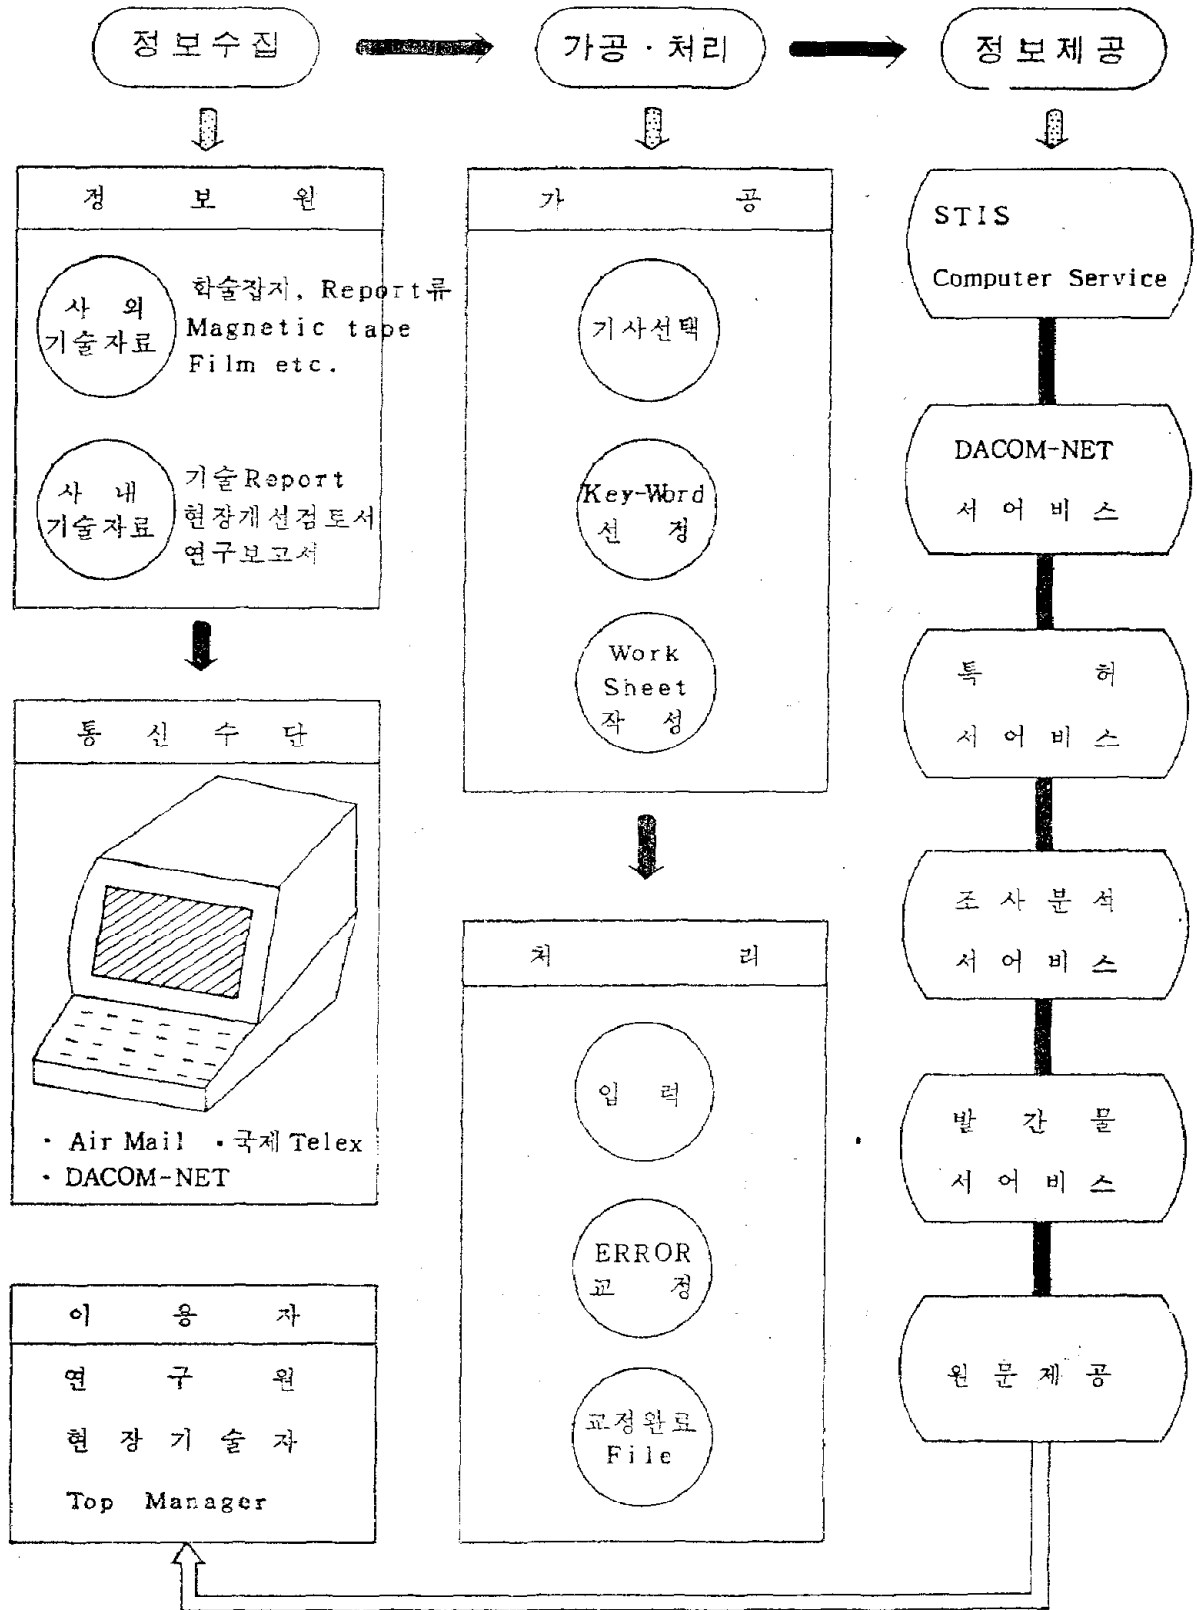 정보수집
가공·처리
정보제공
정보원
사외
기술자료
학술잡지, Report류
Magnetic tape
Film etc.
사내
기술자료
기술Report
현장개선검토서
연구보고서
통신수단
· Air Mail · 국제 Telex
· DACOM-NET
이용자
연구원
현장기술자
Top Manager
가공
기사선택
Key-Word
선정
Work
Sheet
작성
처리
입력
ERROR
교정
교정완료
File
STIS
Computer Service
DACOM-NET
서어비스
특허
서어비스
조사분석
서어비스
발간물
서어비스
원문제공